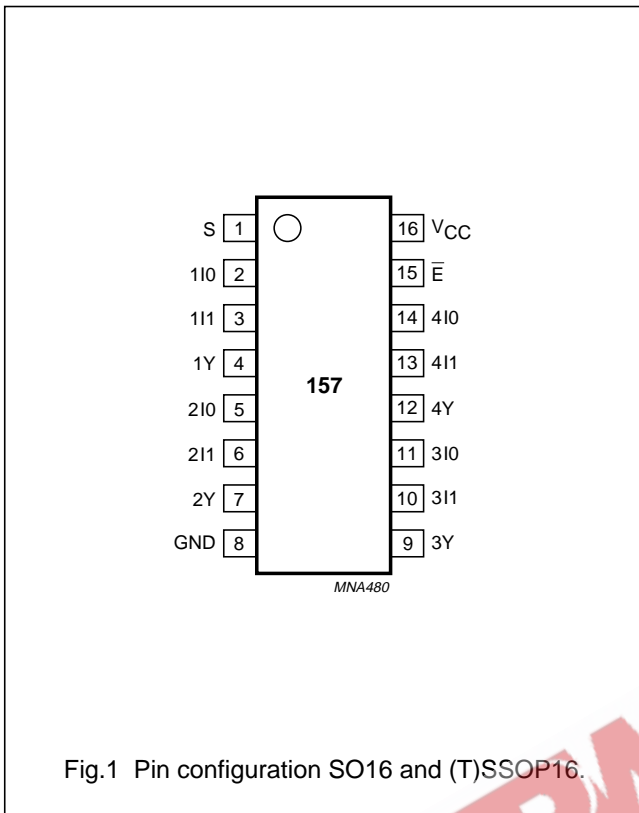 S 1 16 VCC
1I0 2 15 E̅
1I1 3 14 4I0
1Y 4 13 4I1
157
2I0 5 12 4Y
2I1 6 11 3I0
2Y 7 10 3I1
GND 8 9 3Y
MNA480
Fig.1 Pin configuration SO16 and (T)SSOP16.